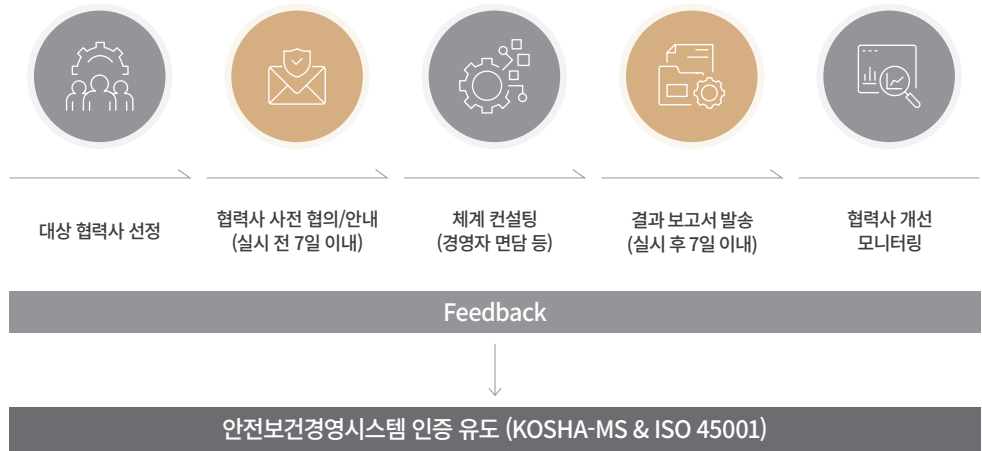 대상 협력사 선정
협력사 사전 협의/안내
(실시 전 7일 이내)
체계 컨설팅
(경영자 면담 등)
결과 보고서 발송
(실시 후 7일 이내)
협력사 개선
모니터링
Feedback
안전보건경영시스템 인증 유도 (KOSHA-MS & ISO 45001)